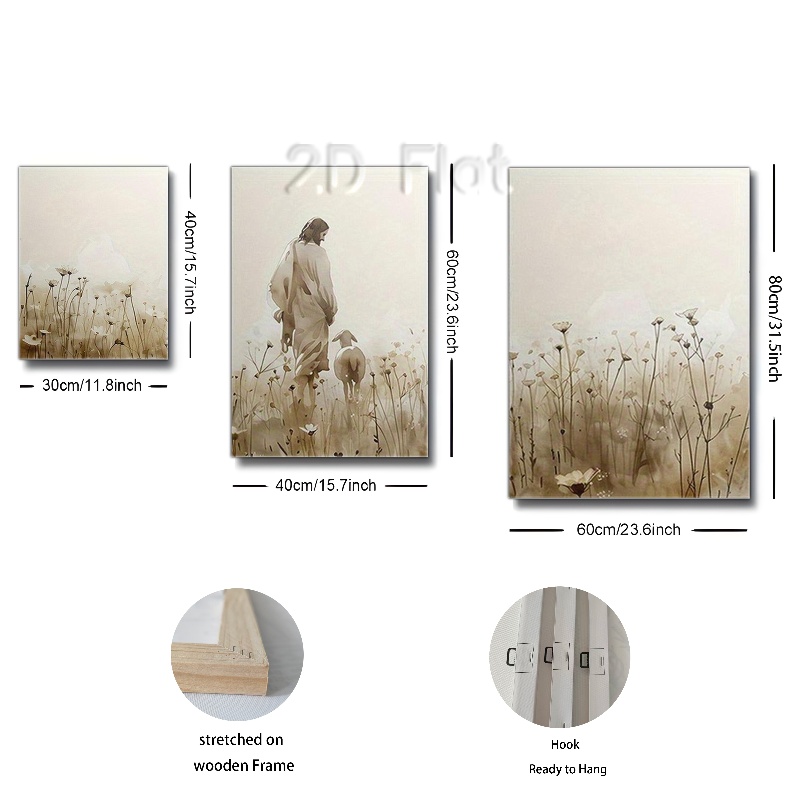 2D Flat
40cm/15.7inch
60cm/23.6inch
80cm/31.5inch
30cm/11.8inch
40cm/15.7inch
60cm/23.6inch
stretched on
wooden Frame
Hook
Ready to Hang